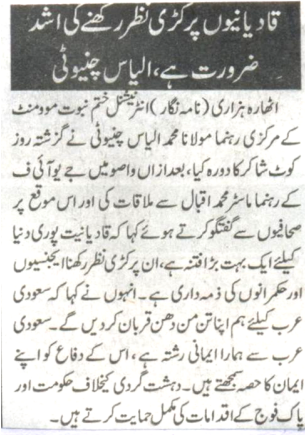 قادیانیوں پر کڑی نظر رکھنے کی اشد
ضرورت ہے، الیاس چنیوٹی
اٹھارہ ہزاری (نامہ نگار) انٹرنیشنل ختم نبوت موومنٹ
کے مرکزی رہنما مولانا محمد الیاس چنیوٹی نے گزشتہ روز
کوٹ شاکر کا دورہ کیا، بعد ازاں واصو میں جے یو آئی ف
کے رہنما ماسٹر محمد اقبال سے ملاقات کی اور اس موقع پر
صحافیوں سے گفتگو کرتے ہوئے کہا کہ قادیانیت پوری دنیا
کیلئے ایک بہت بڑا فتنہ ہے، ان پر کڑی نظر رکھنا ایجنسیوں
اور حکمرانوں کی ذمہ داری ہے۔ انہوں نے کہا کہ سعودی
عرب کیلئے ہم اپنا تن من دھن قربان کر دیں گے۔ سعودی
عرب سے ہمارا ایمانی رشتہ ہے، اس کے دفاع کو اپنے
ایمان کا حصہ سمجھتے ہیں۔ دہشت گردی کیخلاف حکومت اور
پاک فوج کے اقدامات کی مکمل حمایت کرتے ہیں۔